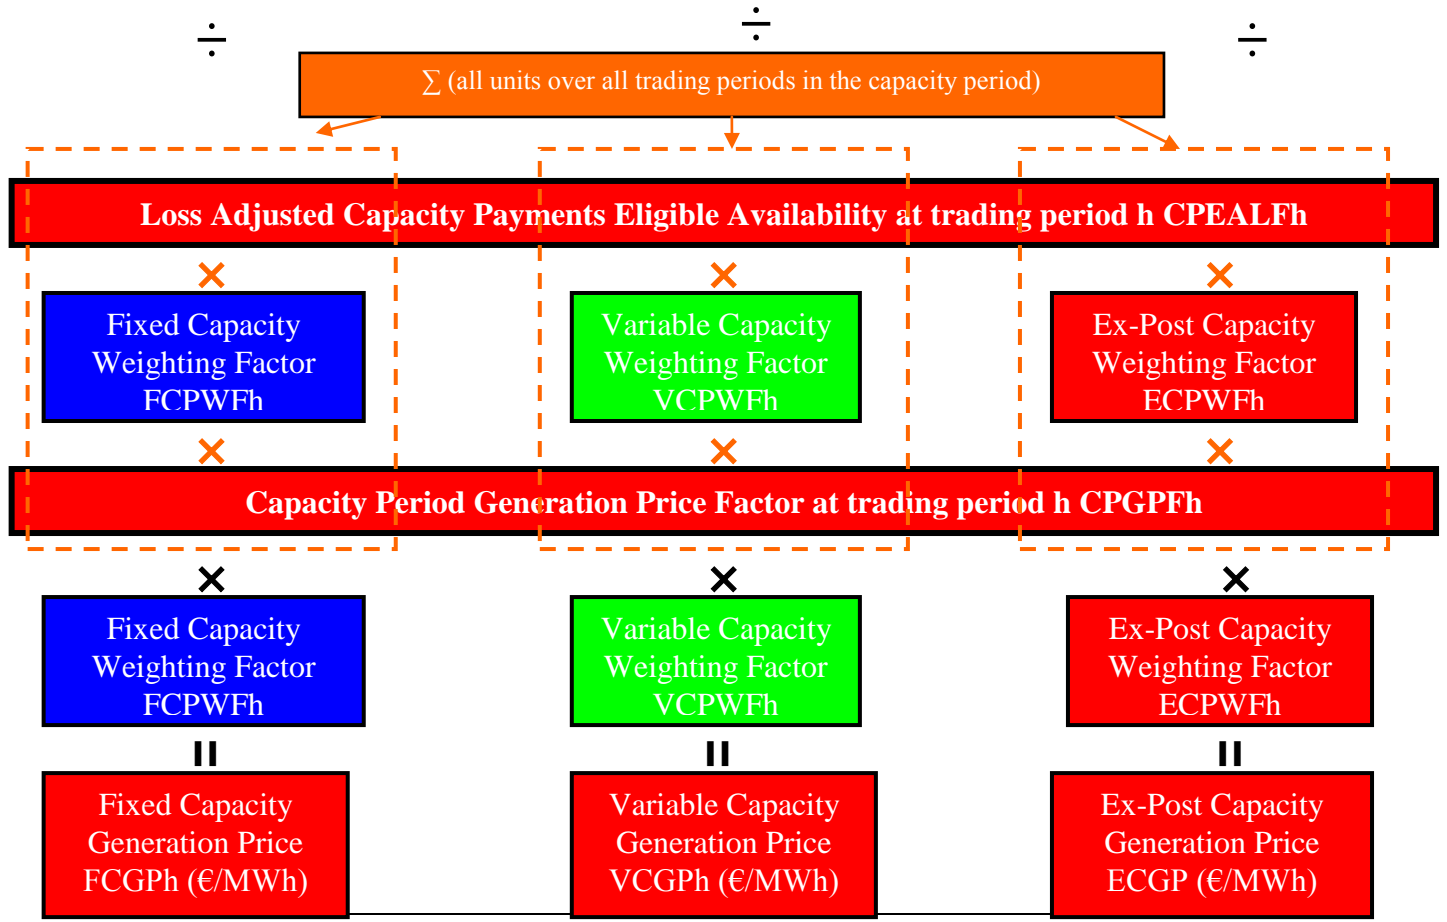 ÷ ÷ ÷
∑ (all units over all trading periods in the capacity period)
Loss Adjusted Capacity Payments Eligible Availability at trading period h CPEALFh
× × ×
Fixed Capacity
Weighting Factor
FCPWFh
Variable Capacity
Weighting Factor
VCPWFh
Ex-Post Capacity
Weighting Factor
ECPWFh
× × ×
Capacity Period Generation Price Factor at trading period h CPGPFh
× × ×
Fixed Capacity
Weighting Factor
FCPWFh
Variable Capacity
Weighting Factor
VCPWFh
Ex-Post Capacity
Weighting Factor
ECPWFh
= = =
Fixed Capacity
Generation Price
FCGPh (€/MWh)
Variable Capacity
Generation Price
VCGPh (€/MWh)
Ex-Post Capacity
Generation Price
ECGP (€/MWh)